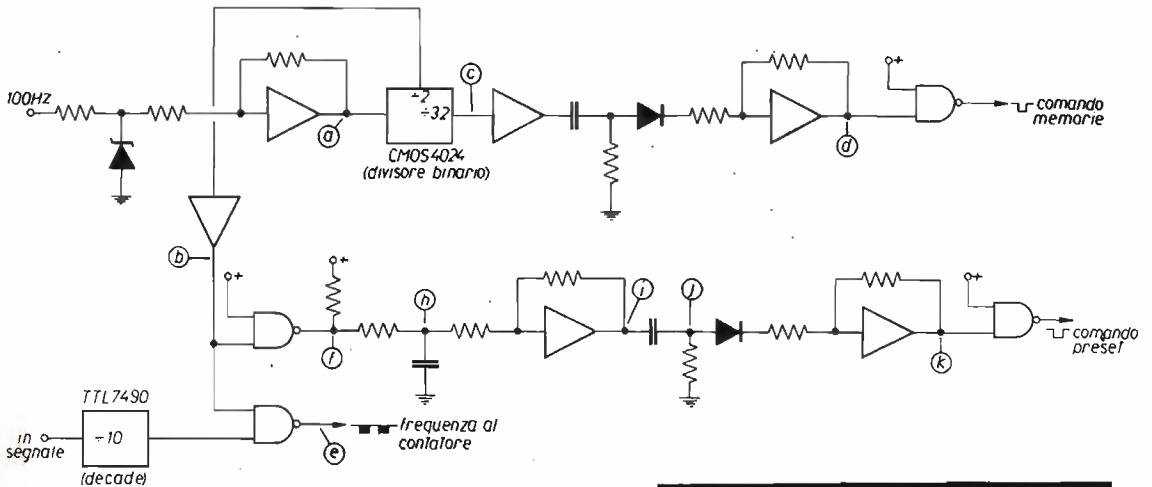 100Hz
a
÷2
÷32
CMOS4024
(divisore binario)
c
d
+
comando
memorie
b
+
+
f
h
i
j
k
+
comando
preset
TTL7490
in
segnale
÷10
(decade)
e
frequenza al
contatore